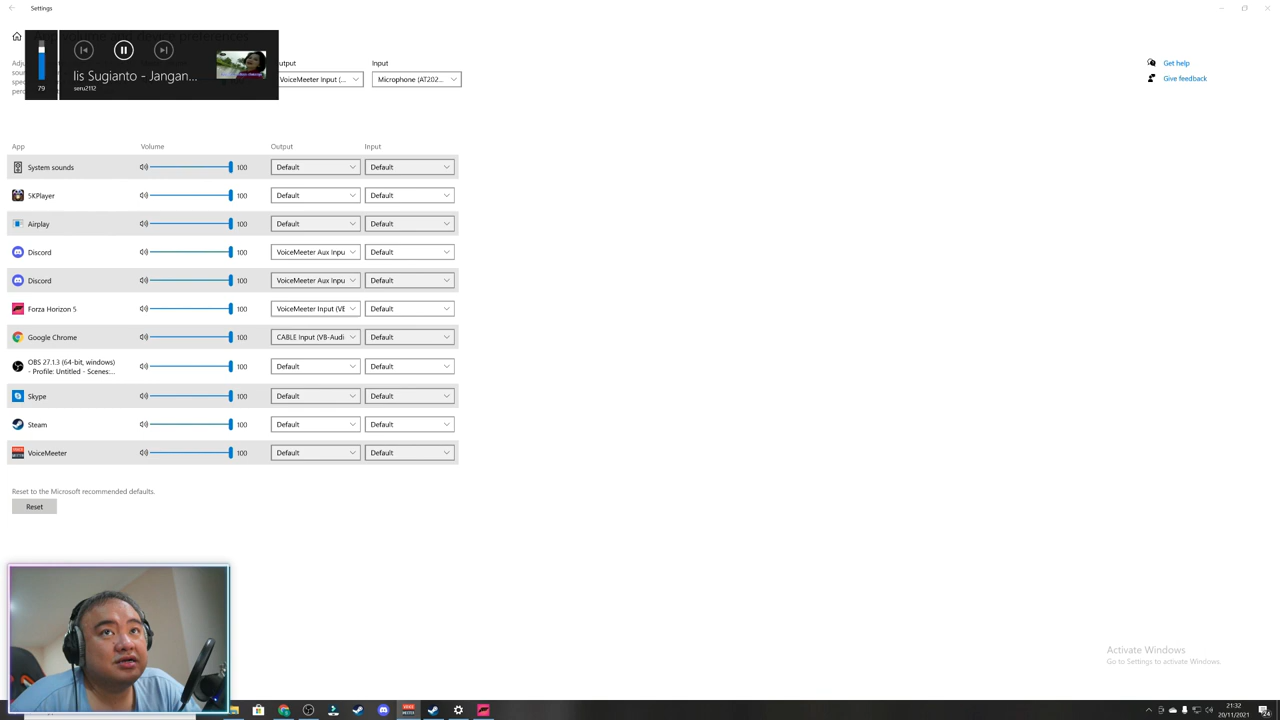 Settings
Iis Sugianto - Jangan...
seru2112
79
Output
Input
VoiceMeeter Input (...
Microphone (AT202...
Get help
Give feedback
App
Volume
Output
Input
System sounds
100
Default
Default
5KPlayer
100
Default
Default
Airplay
100
Default
Default
Discord
100
VoiceMeeter Aux Inpu
Default
Discord
100
VoiceMeeter Aux Inpu
Default
Forza Horizon 5
100
VoiceMeeter Input (VE
Default
Google Chrome
100
CABLE Input (VB-Audi
Default
OBS 27.1.3 (64-bit, windows)
- Profile: Untitled - Scenes:...
100
Default
Default
Skype
100
Default
Default
Steam
100
Default
Default
VoiceMeeter
100
Default
Default
Reset to the Microsoft recommended defaults.
Reset
Activate Windows
Go to Settings to activate Windows.
21:32
20/11/2021
24